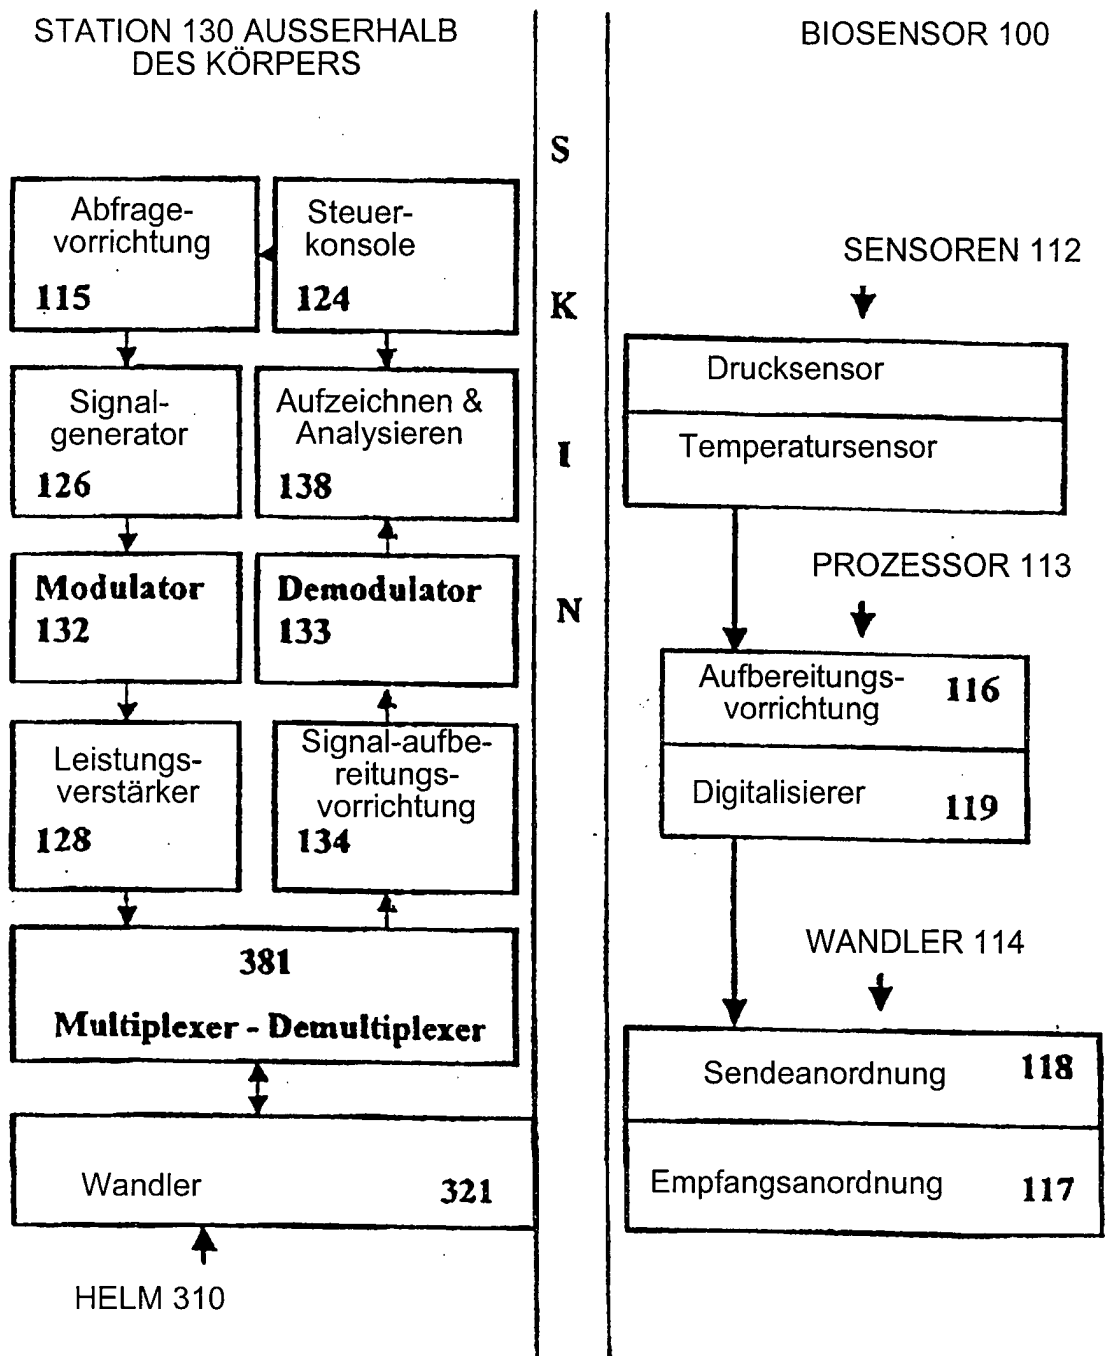 STATION 130 AUSSERHALB
DES KÖRPERS
BIOSENSOR 100
S
K
I
N
Abfrage-
vorrichtung
115
Steuer-
konsole
124
Signal-
generator
126
Aufzeichnen &
Analysieren
138
Modulator
132
Demodulator
133
Leistungs-
verstärker
128
Signal-aufbe-
reitungs-
vorrichtung
134
381
Multiplexer - Demultiplexer
Wandler 321
HELM 310
SENSOREN 112
Drucksensor
Temperatursensor
PROZESSOR 113
Aufbereitungs-
vorrichtung 116
Digitalisierer 119
WANDLER 114
Sendeanordnung 118
Empfangsanordnung 117